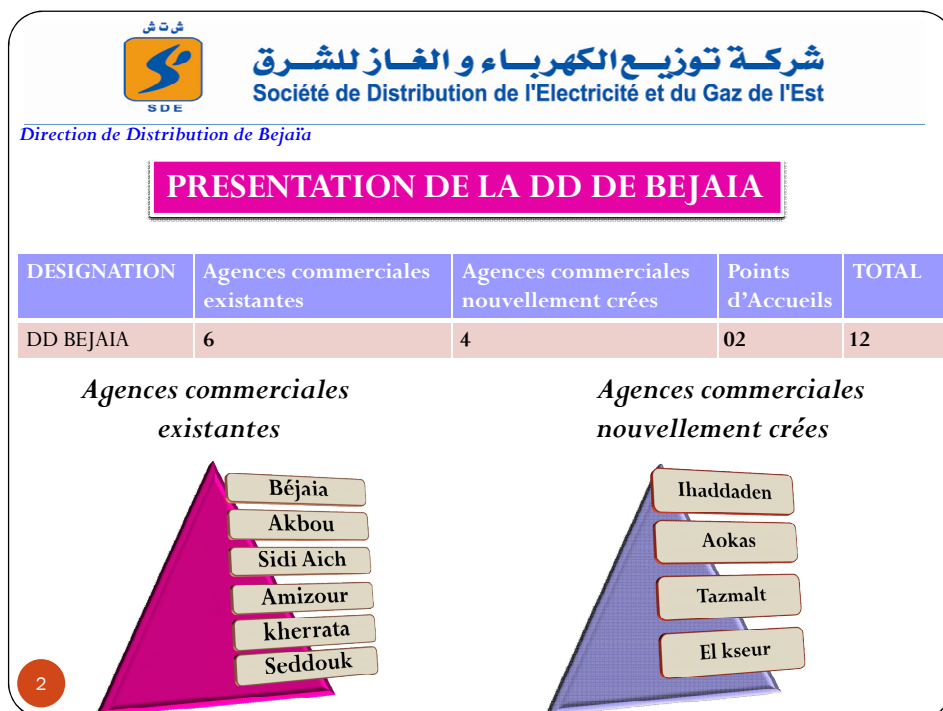 ش ت ش
SDE
شركة توزيع الكهرباء و الغاز للشرق
Société de Distribution de l'Electricité et du Gaz de l'Est
Direction de Distribution de Bejaïa
PRESENTATION DE LA DD DE BEJAIA
DESIGNATION Agences commerciales existantes Agences commerciales nouvellement crées Points d'Accueils TOTAL
DD BEJAIA 6 4 02 12
Agences commerciales
existantes
Béjaia
Akbou
Sidi Aich
Amizour
kherrata
Seddouk
Agences commerciales
nouvellement crées
Ihaddaden
Aokas
Tazmalt
El kseur
2